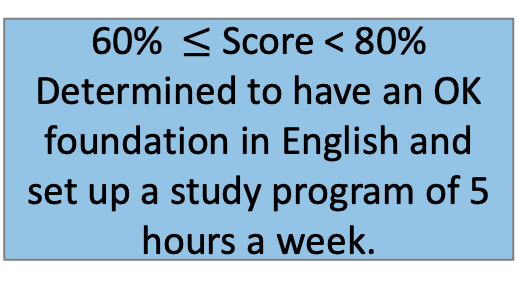 60% ≤ Score < 80%
Determined to have an OK
foundation in English and
set up a study program of 5
hours a week.